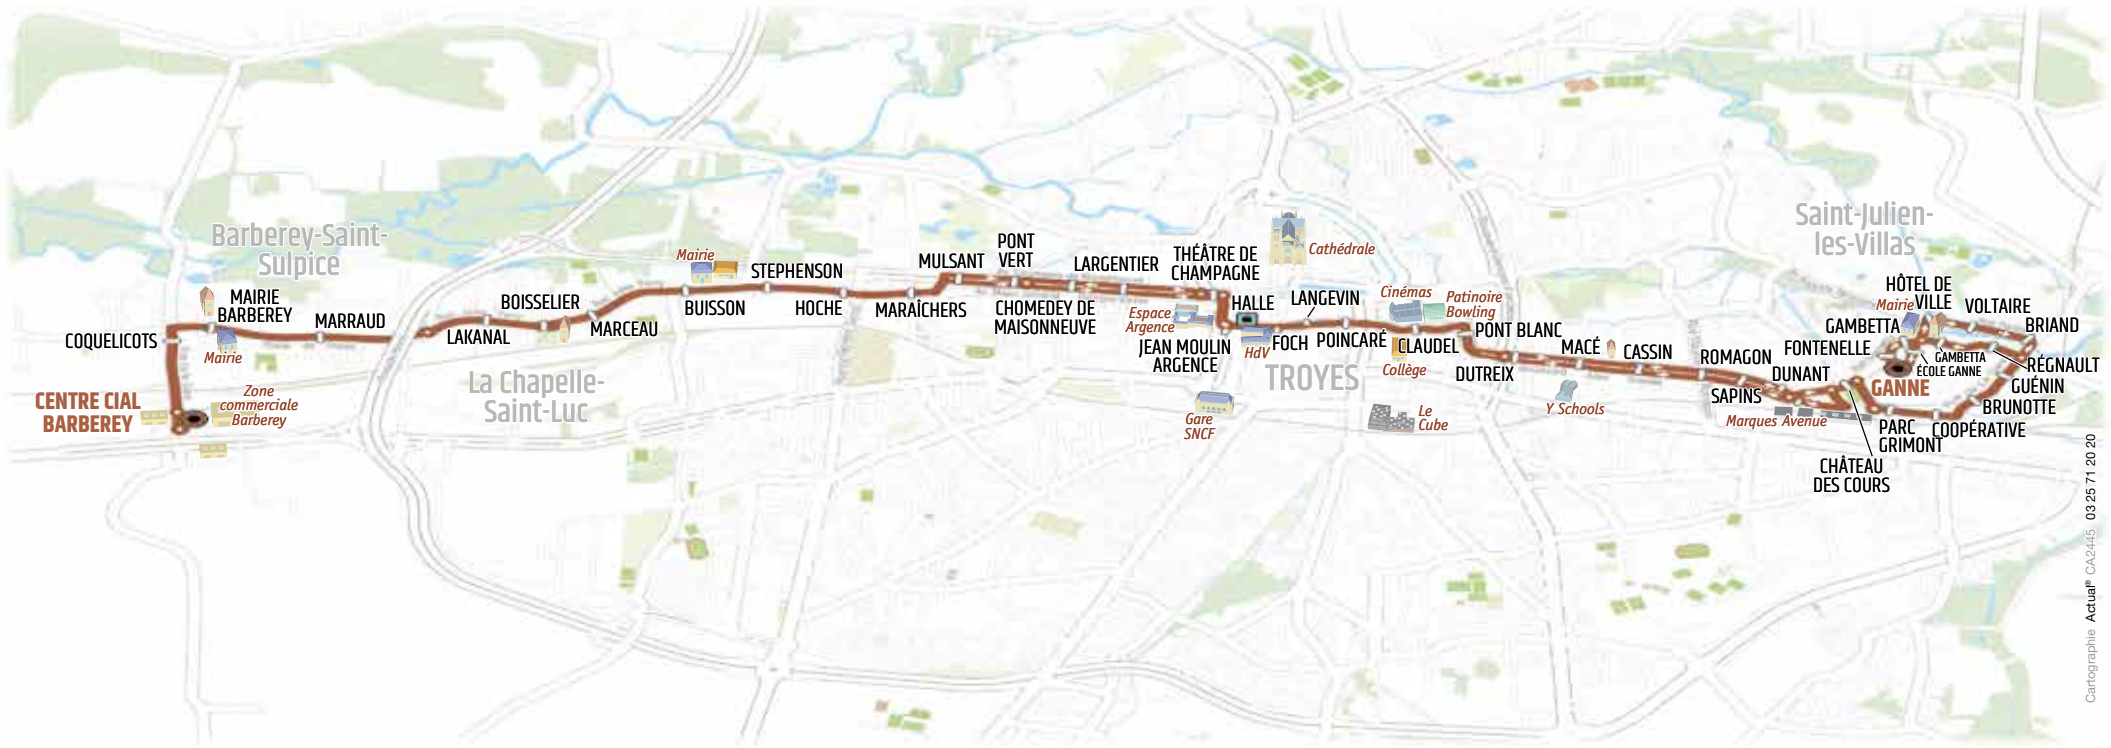 Barberey-Saint-
Sulpice
MAIRIE
BARBEREY
COQUELICOTS
MARRAUD
Mairie
CENTRE CIAL
BARBEREY
Zone
commerciale
Barberey
LAKANAL
BOISSELIER
MARCEAU
La Chapelle-
Saint-Luc
Mairie
BUISSON
STEPHENSON
HOCHE
MARAÎCHERS
MULSANT
PONT
VERT
CHOMEDEY DE
MAISONNEUVE
LARGENTIER
THÉÂTRE DE
CHAMPAGNE
Espace
Argence
JEAN MOULIN
ARGENCE
Cathédrale
HALLE
HdV
FOCH
LANGEVIN
POINCARÉ
TROYES
Gare
SNCF
Cinémas
Patinoire
Bowling
CLAUDEL
Collège
Le
Cube
PONT BLANC
DUTREIX
MACÉ
Y Schools
CASSIN
ROMAGON
SAPINS
DUNANT
Marques Avenue
Saint-Julien-
les-Villas
HÔTEL DE
VILLE
Mairie
GAMBETTA
FONTENELLE
VOLTAIRE
BRIAND
GAMBETTA
ÉCOLE GANNE
GANNE
RÉGNAULT
GUÉNIN
BRUNOTTE
COOPÉRATIVE
PARC
GRIMONT
CHÂTEAU
DES COURS
Cartographie Actual® CA2445 03 25 71 20 20